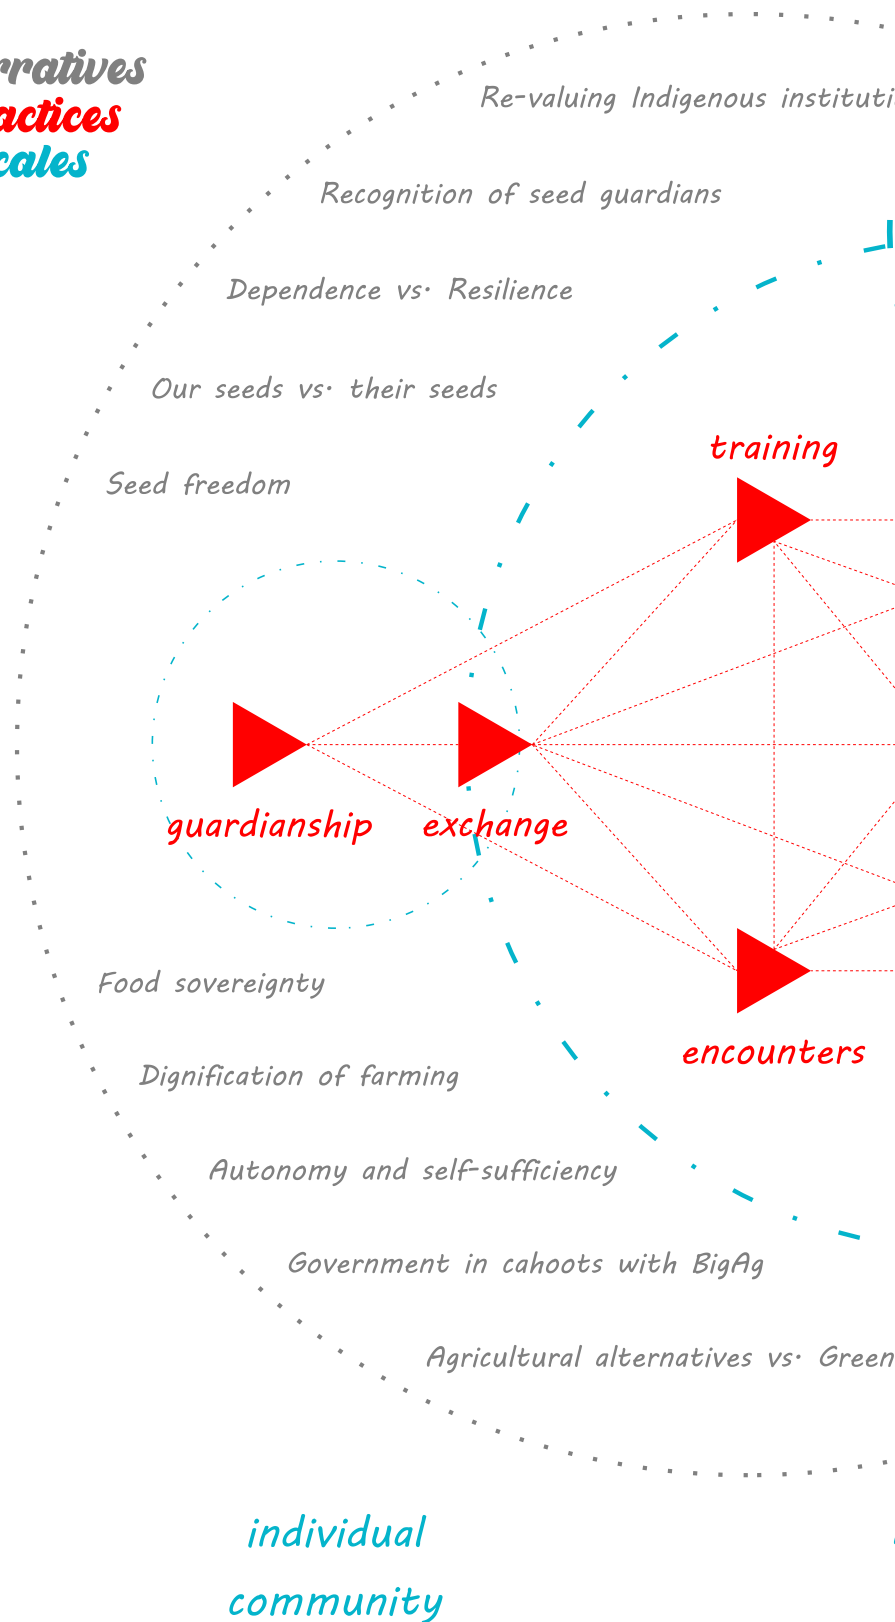 rratives
actices
cales
Re-valuing Indigenous instituti
Recognition of seed guardians
Dependence vs. Resilience
Our seeds vs. their seeds
training
Seed freedom
guardianship
exchange
Food sovereignty
encounters
Dignification of farming
Autonomy and self-sufficiency
Government in cahoots with BigAg
Agricultural alternatives vs. Green
individual
community